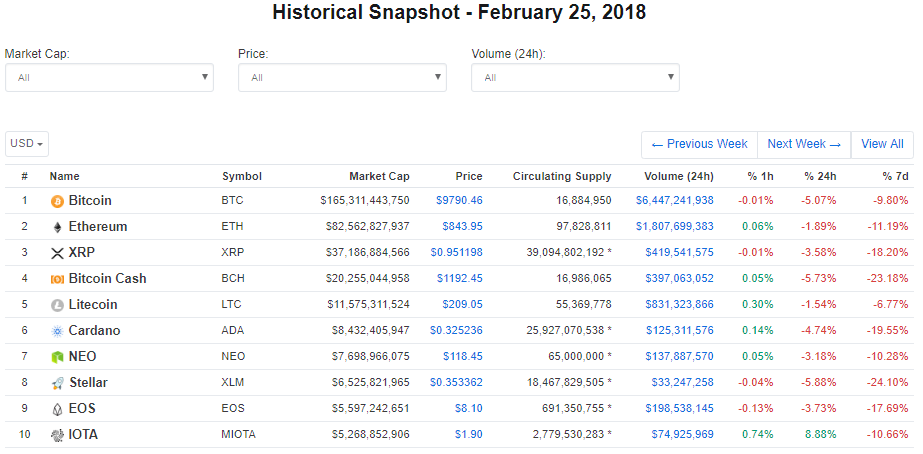 Historical Snapshot - February 25, 2018
Market Cap: Price: Volume (24h):
All All All
USD ← Previous Week Next Week → View All
# Name Symbol Market Cap Price Circulating Supply Volume (24h) % 1h % 24h % 7d
1 Bitcoin BTC $165,311,443,750 $9790.46 16,884,950 $6,447,241,938 -0.01% -5.07% -9.80%
2 Ethereum ETH $82,562,827,937 $843.95 97,828,811 $1,807,699,383 0.06% -1.89% -11.19%
3 XRP XRP $37,186,884,566 $0.951198 39,094,802,192 * $419,541,575 -0.01% -3.58% -18.20%
4 Bitcoin Cash BCH $20,255,044,958 $1192.45 16,986,065 $397,063,052 0.05% -5.73% -23.18%
5 Litecoin LTC $11,575,311,524 $209.05 55,369,778 $831,323,866 0.30% -1.54% -6.77%
6 Cardano ADA $8,432,405,947 $0.325236 25,927,070,538 * $125,311,576 0.14% -4.74% -19.55%
7 NEO NEO $7,698,966,075 $118.45 65,000,000 * $137,887,570 0.05% -3.18% -10.28%
8 Stellar XLM $6,525,821,965 $0.353362 18,467,829,505 * $33,247,258 -0.04% -5.88% -24.10%
9 EOS EOS $5,597,242,651 $8.10 691,350,755 * $198,538,145 -0.13% -3.73% -17.69%
10 IOTA MIOTA $5,268,852,906 $1.90 2,779,530,283 * $74,925,969 0.74% 8.88% -10.66%